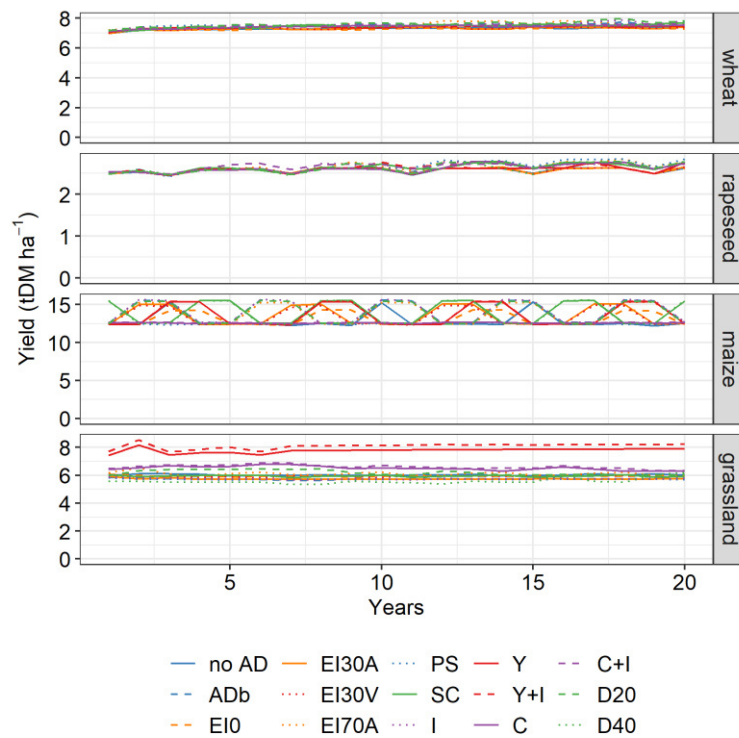 8
6
4
2
0
wheat
2
1
0
rapeseed
15
10
5
0
maize
8
6
4
2
0
grassland
Yield (tDM ha⁻¹)
5 10 15 20
Years
no AD EI30A PS Y C+I
ADb EI30V SC Y+I D20
EI0 EI70A I C D40